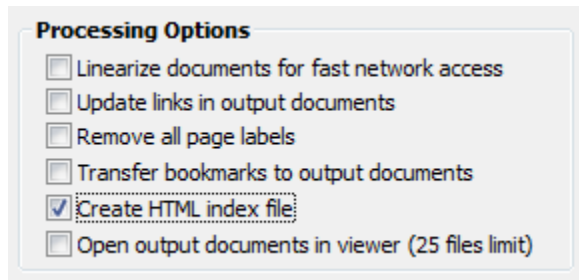 Processing Options
Linearize documents for fast network access
Update links in output documents
Remove all page labels
Transfer bookmarks to output documents
Create HTML index file
Open output documents in viewer (25 files limit)